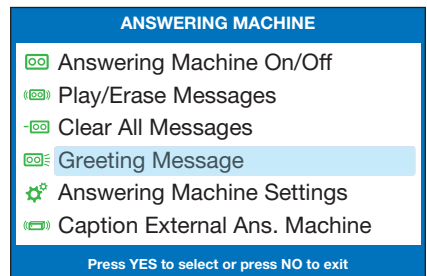 ANSWERING MACHINE
Answering Machine On/Off
Play/Erase Messages
Clear All Messages
Greeting Message
Answering Machine Settings
Caption External Ans. Machine
Press YES to select or press NO to exit